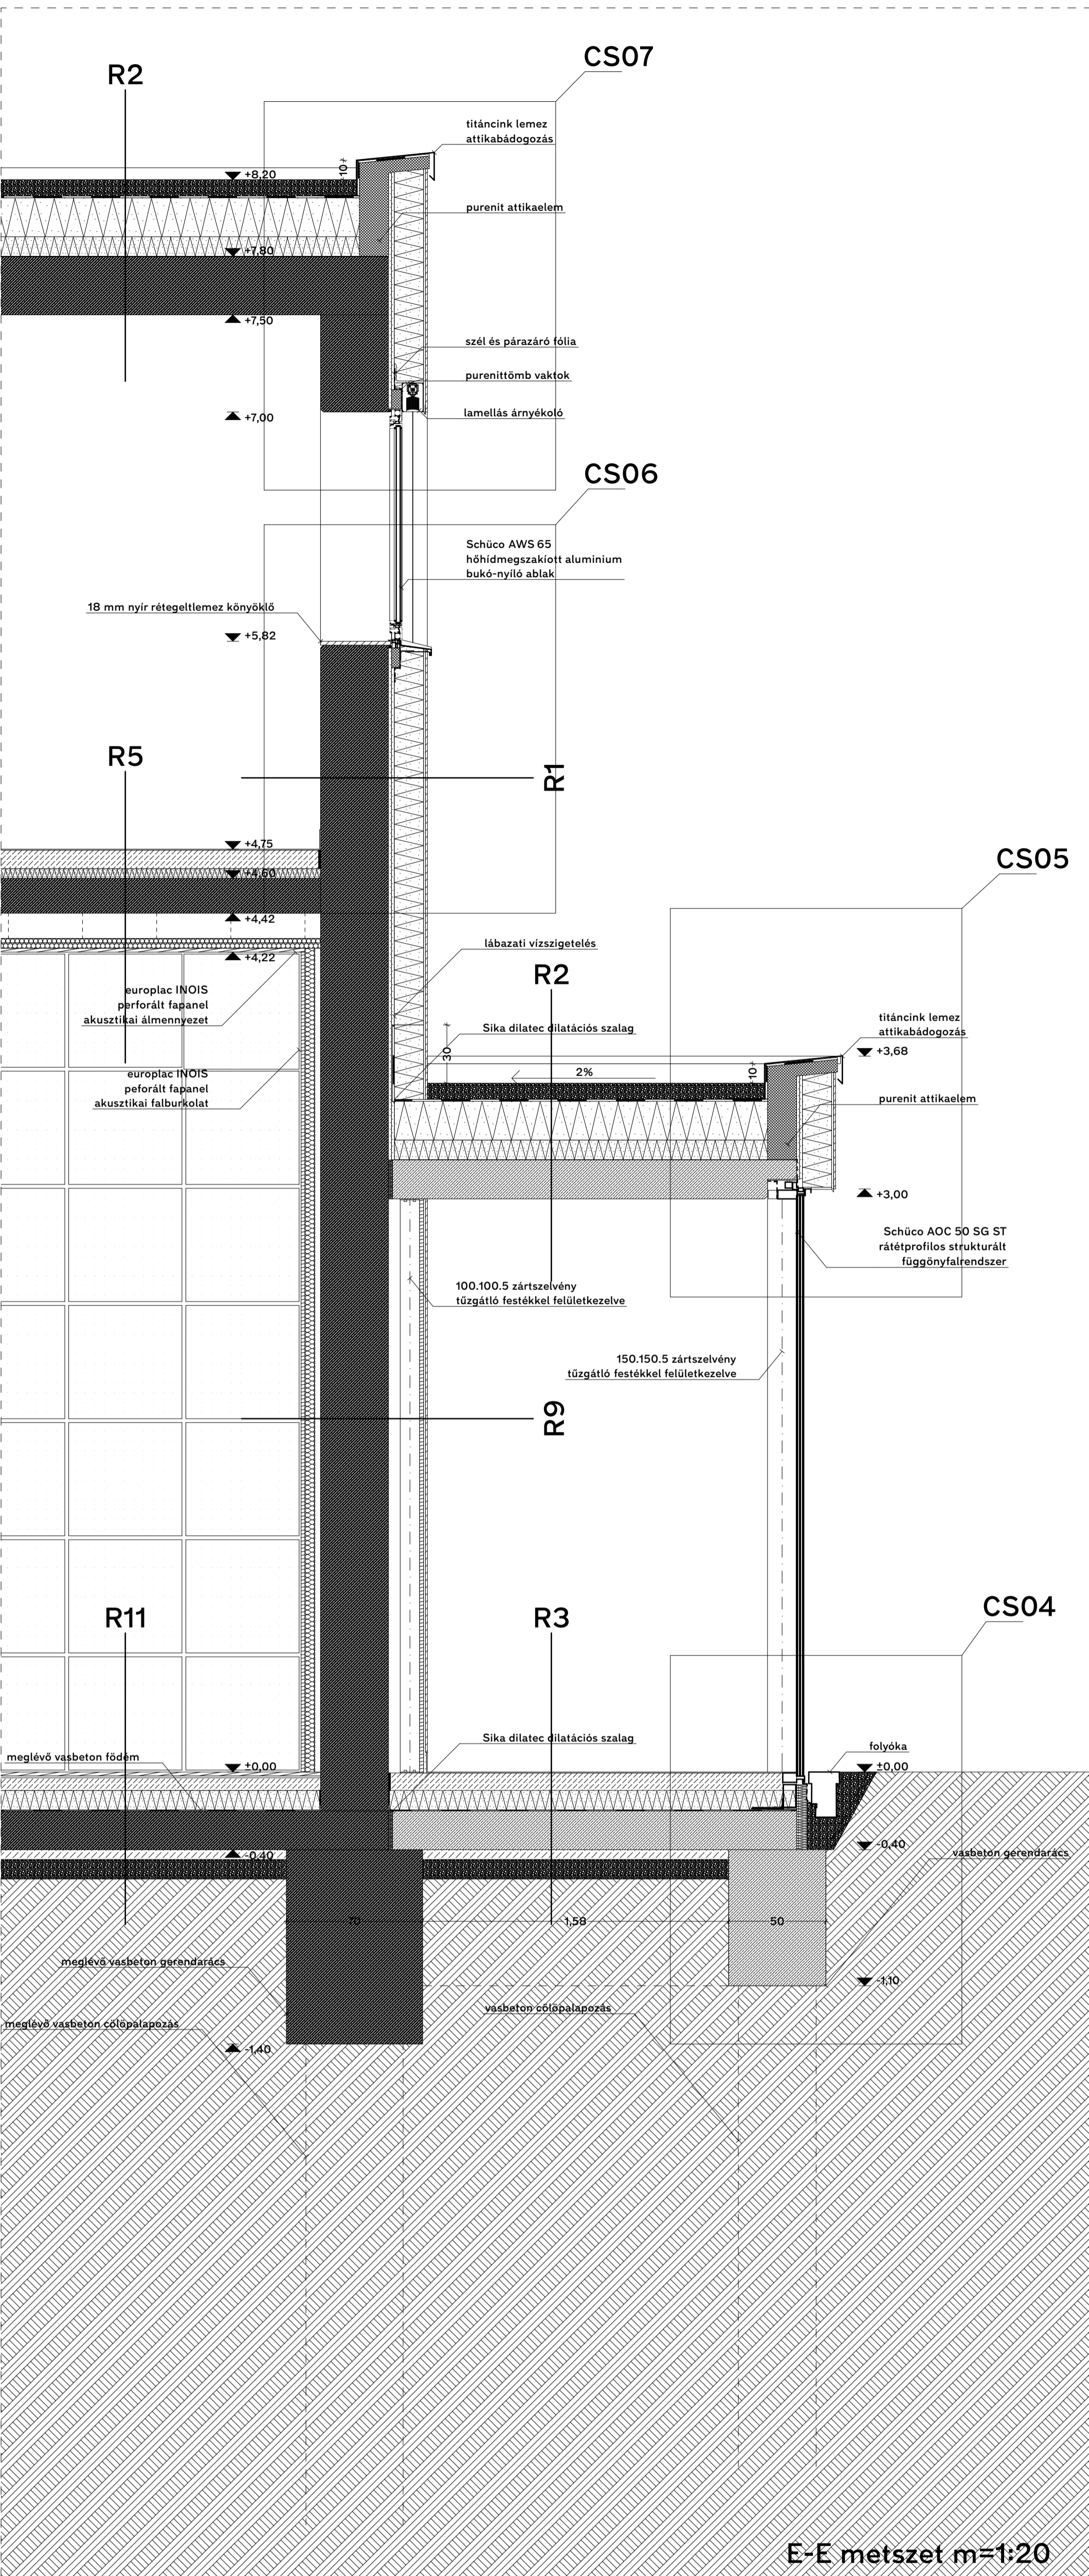 CS07
R2
titáncink lemez
attikabádogozás
10
+8,20
purenit attikaelem
+7,80
+7,50
szél és párazáró fólia
purenittömb vaktok
lamellás árnyékoló
+7,00
CS06
Schüco AWS 65
hőhídmegszakíott alumínium
bukó-nyíló ablak
18 mm nyír rétegeltlemez könyöklő
+5,82
R5
R1
+4,75
CS05
+4,60
+4,42
lábazati vízszigetelés
+4,22
R2
europlac INOIS
perforált fapanel
akusztikai álmennyezet
titáncink lemez
attikabádogozás
Sika dilatec dilatációs szalag
30
+3,68
2%
10
europlac INOIS
peforált fapanel
akusztikai falburkolat
purenit attikaelem
+3,00
Schüco AOC 50 SG ST
rátétprofilos strukturált
függönyfalrendszer
100.100.5 zártszelvény
tűzgátló festékkel felületkezelve
150.150.5 zártszelvény
tűzgátló festékkel felületkezelve
R9
CS04
R11
R3
Sika dilatec dilatációs szalag
folyóka
meglévő vasbeton födém
±0,00
±0,00
-0,40
-0,40
vasbeton gerendarács
70
1,58
50
meglévő vasbeton gerendarács
-1,10
vasbeton cölöpalapozás
meglévő vasbeton cölöpalapozás
-1,40
E-E metszet m=1:20